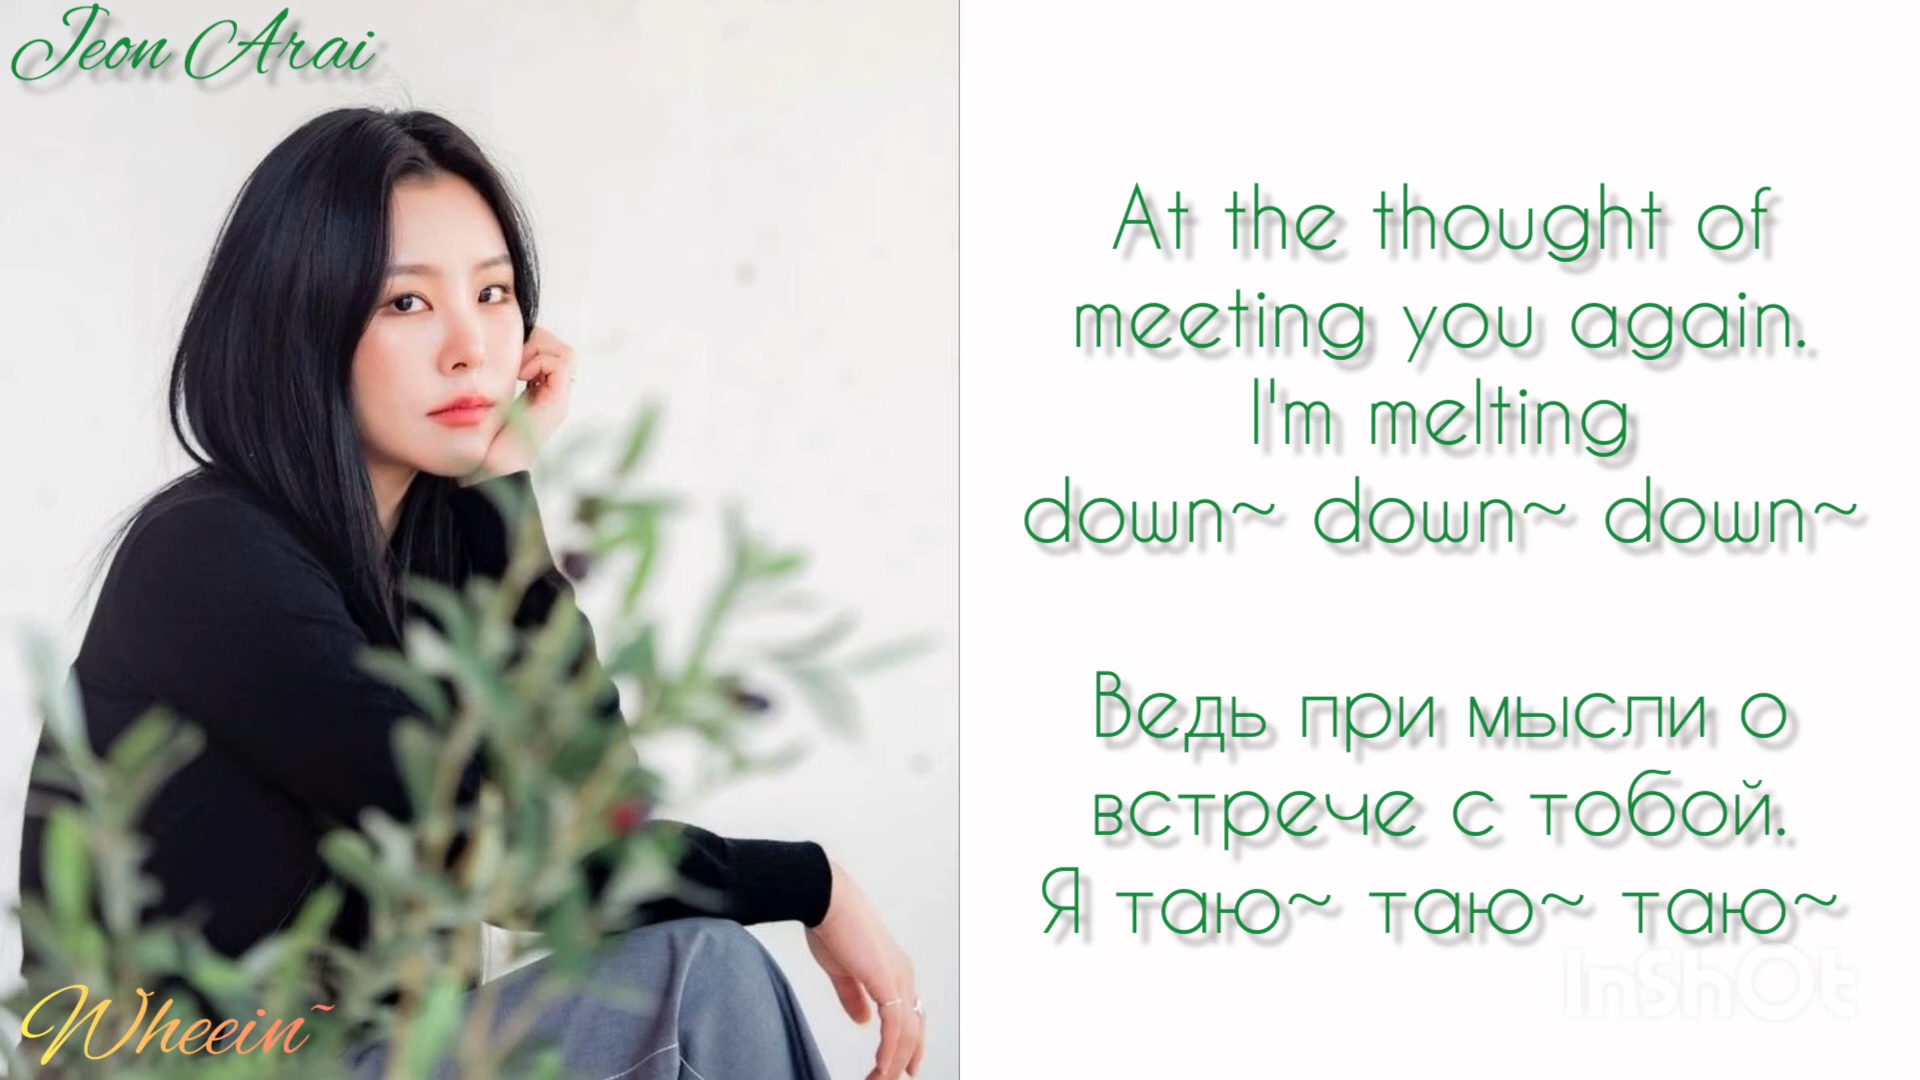 Jeon Arai
At the thought of
meeting you again.
I'm melting
down~ down~ down~
Ведь при мысли о
встрече с тобой.
Я таю~ таю~ таю~
InShOt
Wheein~